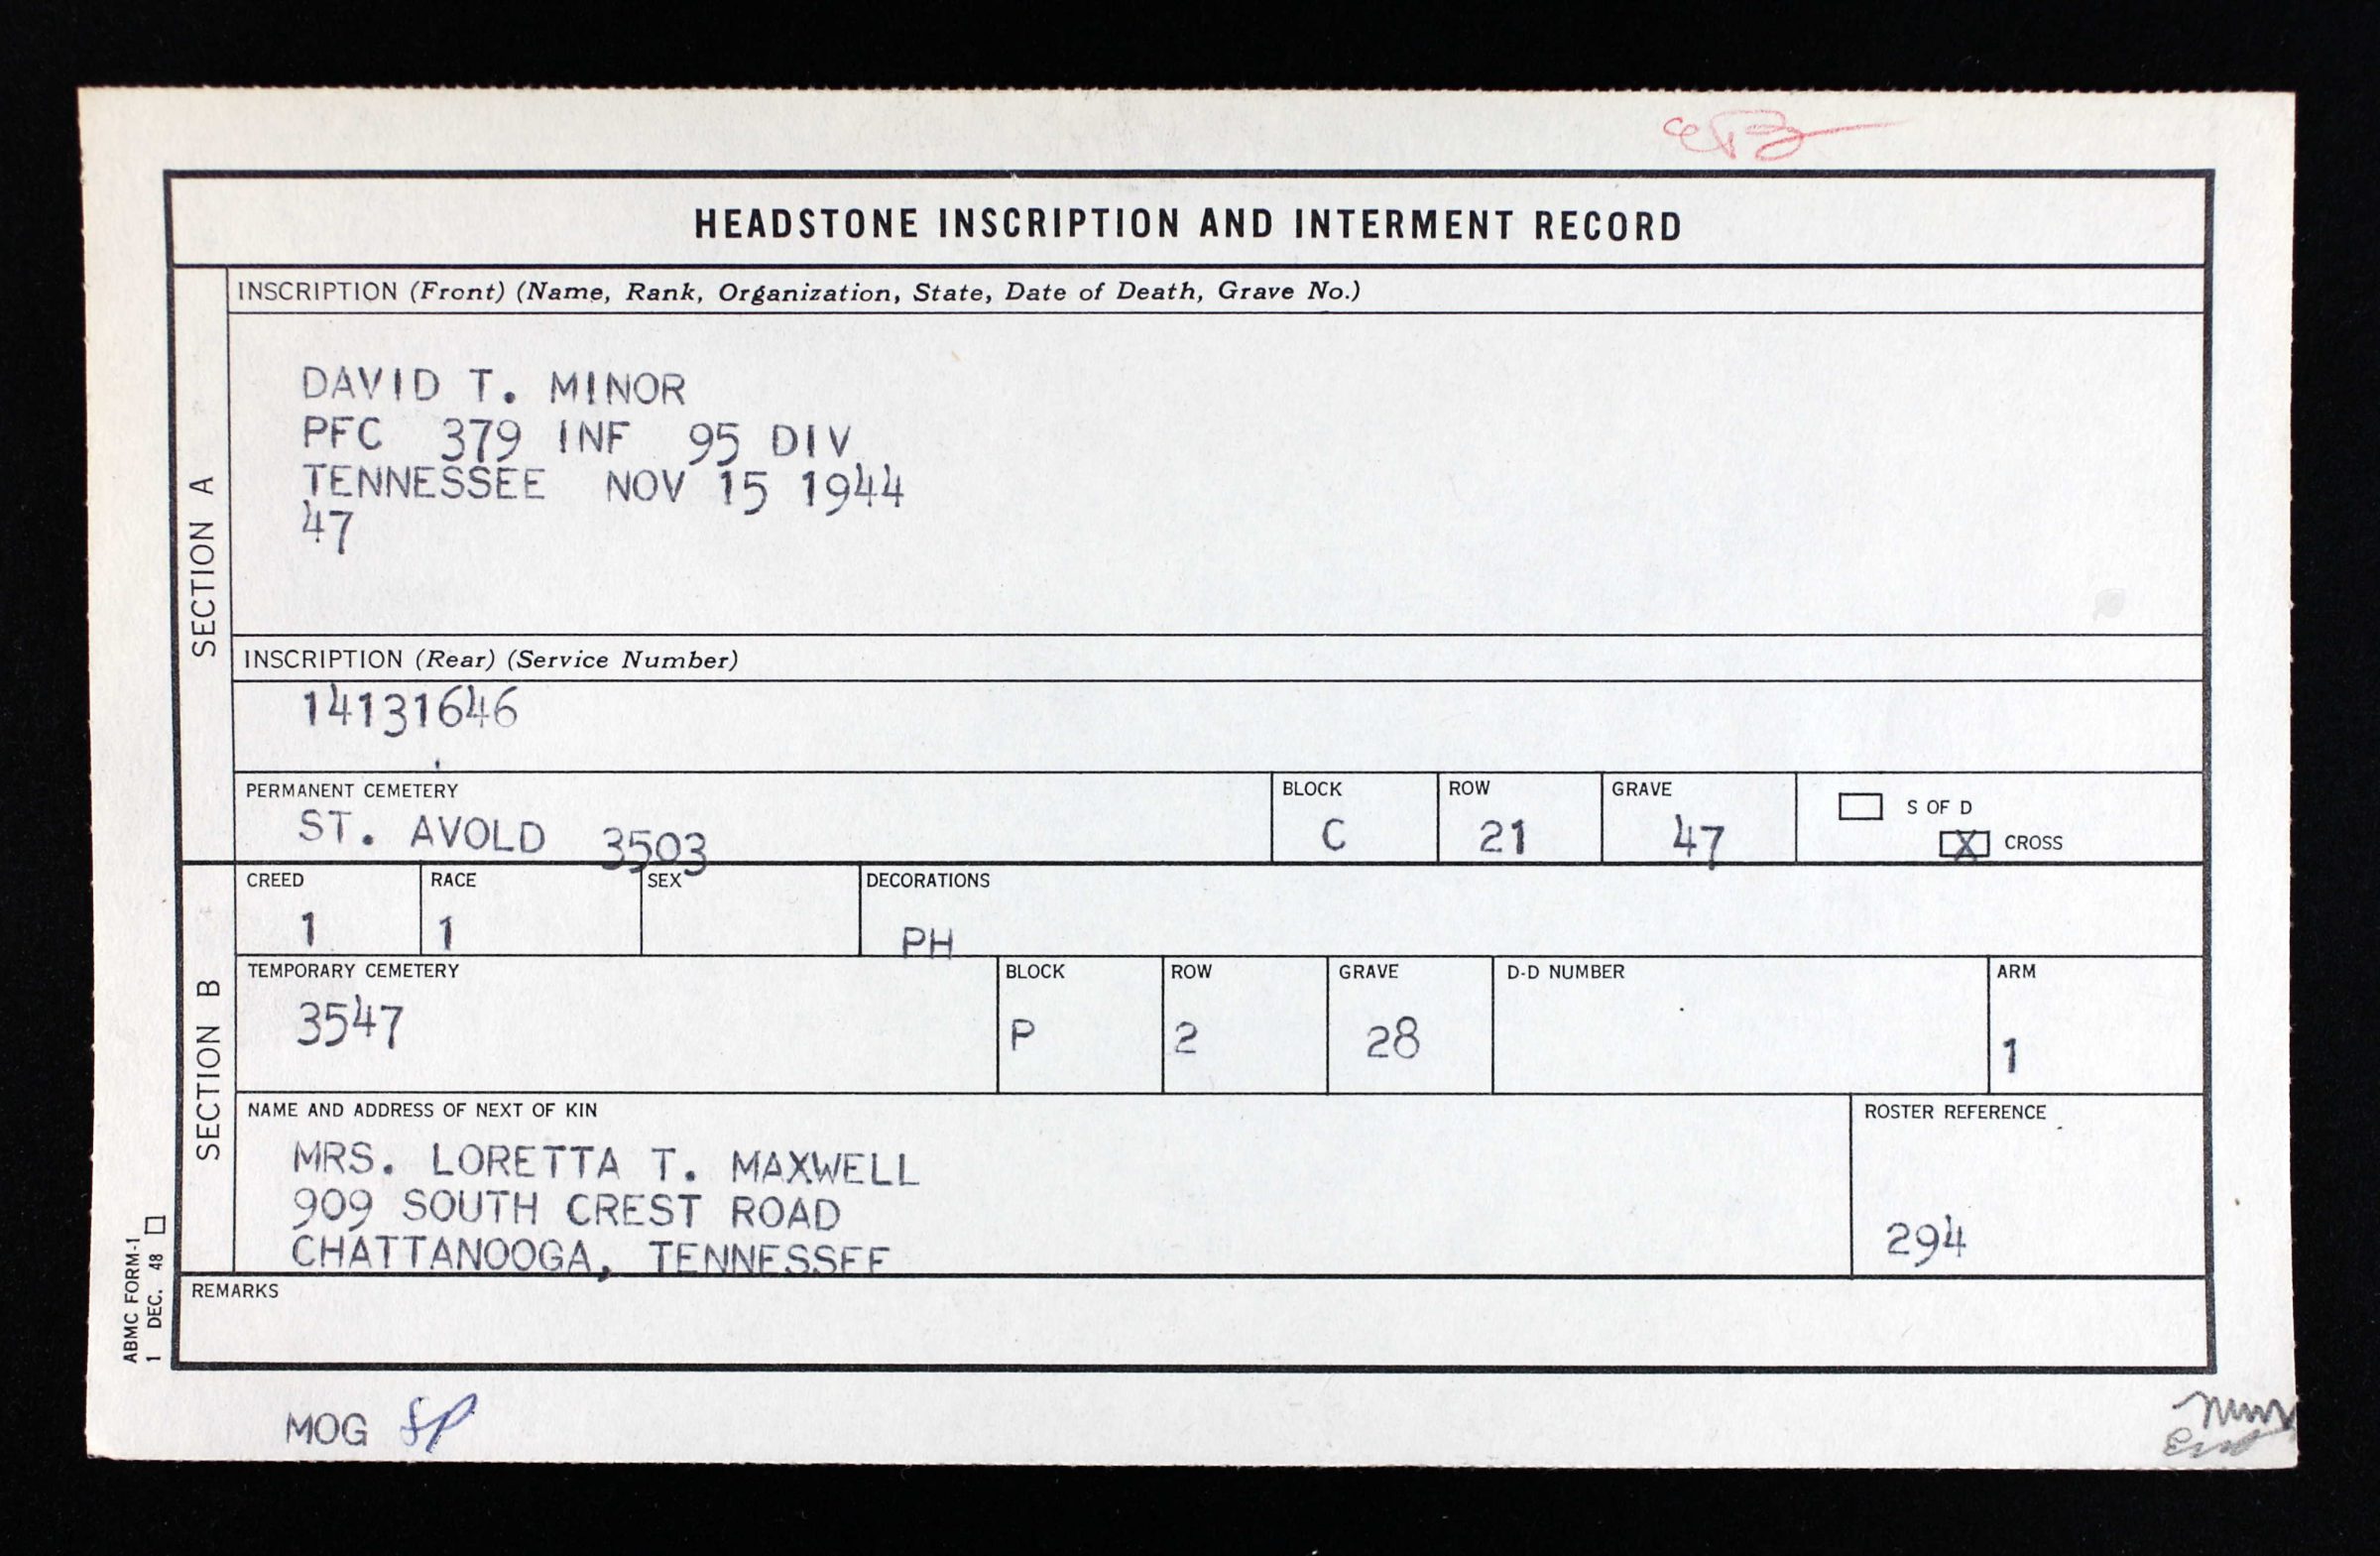 HEADSTONE INSCRIPTION AND INTERMENT RECORD
SECTION A
INSCRIPTION (Front) (Name, Rank, Organization, State, Date of Death, Grave No.)
DAVID T. MINOR
PFC 379 INF 95 DIV
TENNESSEE NOV 15 1944
47
INSCRIPTION (Rear) (Service Number)
14131646
PERMANENT CEMETERY BLOCK ROW GRAVE
ST. AVOLD 3503 C 21 47
S OF D
X CROSS
SECTION B
CREED RACE SEX DECORATIONS
1 1 PH
TEMPORARY CEMETERY BLOCK ROW GRAVE D-D NUMBER ARM
3547 P 2 28 1
NAME AND ADDRESS OF NEXT OF KIN ROSTER REFERENCE
MRS. LORETTA T. MAXWELL
909 SOUTH CREST ROAD
CHATTANOOGA, TENNESSEE
294
REMARKS
ABMC FORM-1
1 DEC. 48
MOG